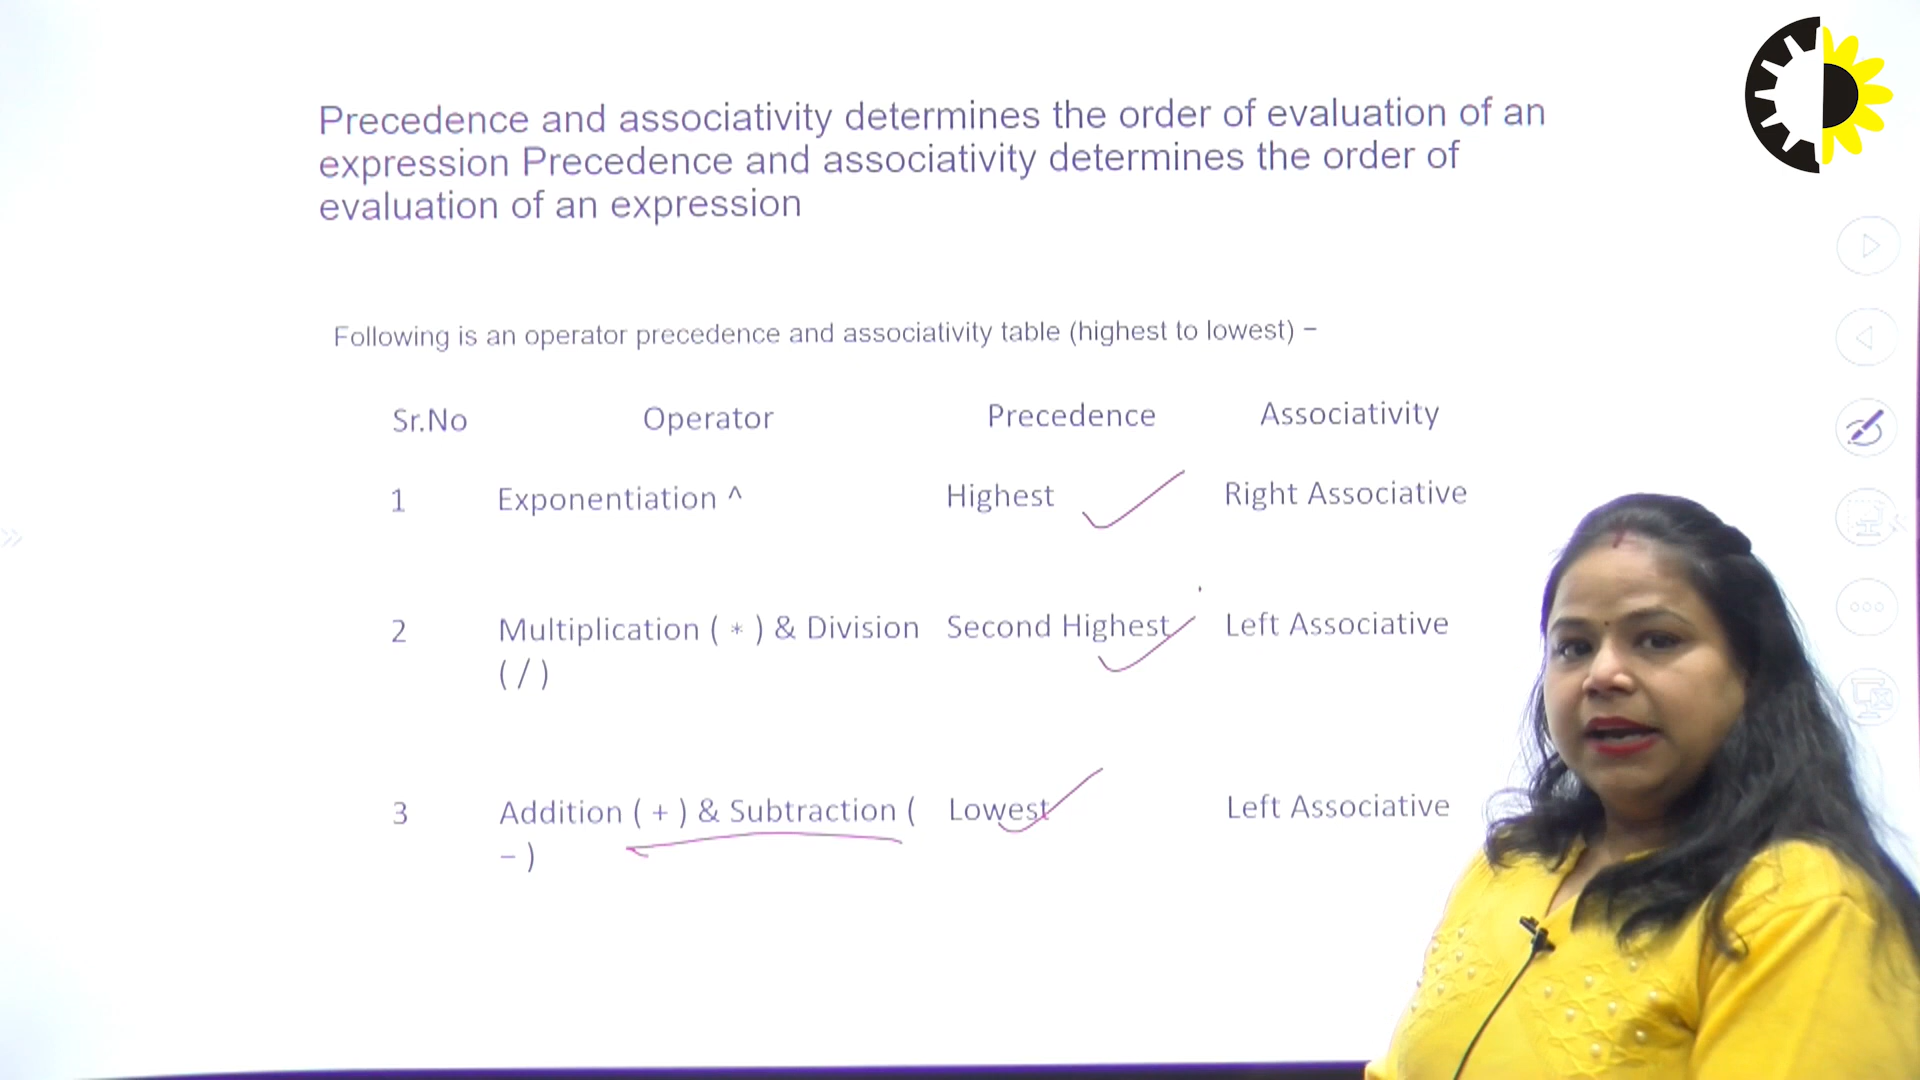 Precedence and associativity determines the order of evaluation of an
expression Precedence and associativity determines the order of
evaluation of an expression
Following is an operator precedence and associativity table (highest to lowest) −
Sr.No Operator Precedence Associativity
1 Exponentiation ^ Highest Right Associative
2 Multiplication ( * ) & Division Second Highest Left Associative
( / )
3 Addition ( + ) & Subtraction ( Lowest Left Associative
− )